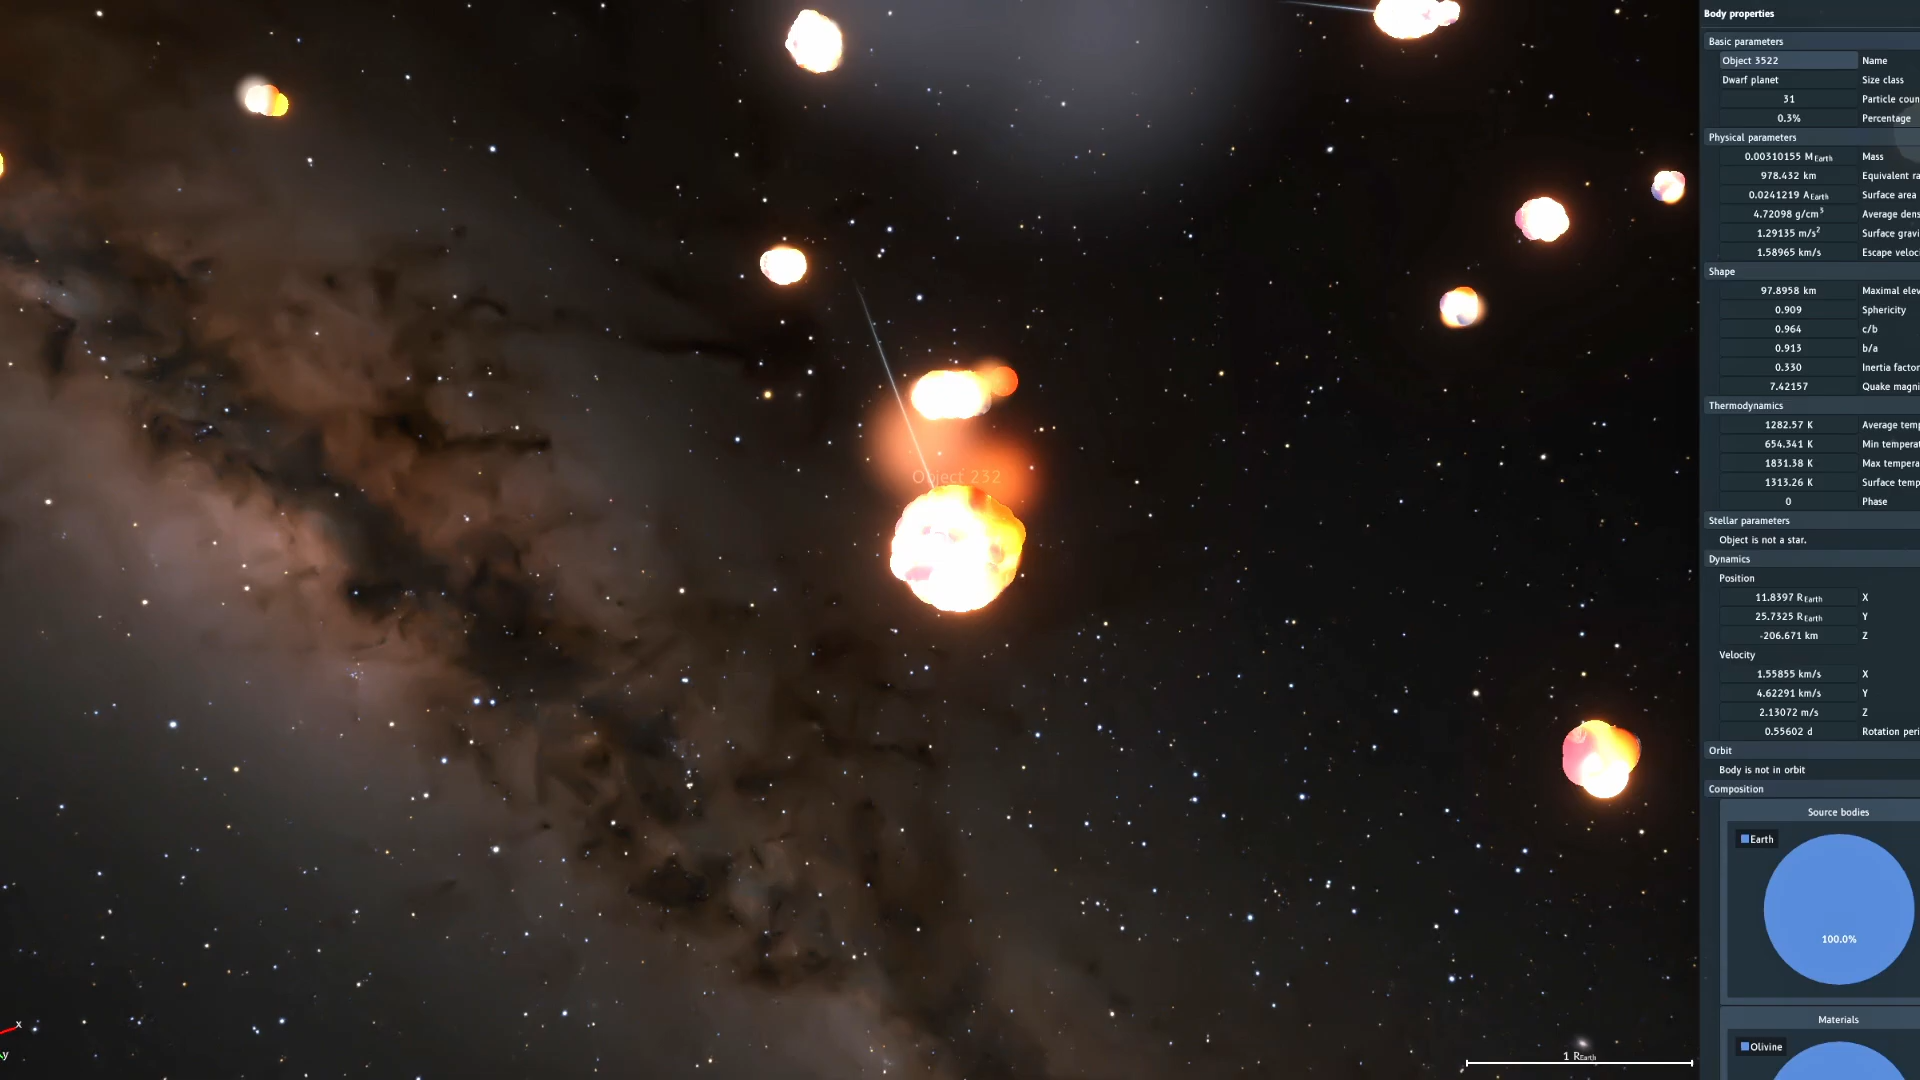 Body properties
Basic parameters
Object 3522 Name
Dwarf planet Size class
31 Particle coun
0.3% Percentage
Physical parameters
0.00310155 MEarth Mass
978.432 km Equivalent ra
0.0241219 AEarth Surface area
4.72098 g/cm³ Average dens
1.29135 m/s² Surface gravi
1.58965 km/s Escape veloci
Shape
97.8958 km Maximal elev
0.909 Sphericity
0.964 c/b
0.913 b/a
0.330 Inertia factor
7.42157 Quake magni
Thermodynamics
1282.57 K Average temp
654.341 K Min temperat
1831.38 K Max tempera
1313.26 K Surface temp
0 Phase
Stellar parameters
Object is not a star.
Dynamics
Position
11.8397 REarth X
25.7325 REarth Y
-206.671 km Z
Velocity
1.55855 km/s X
4.62291 km/s Y
2.13072 m/s Z
0.55602 d Rotation peri
Orbit
Body is not in orbit
Composition
Source bodies
Earth
100.0%
Materials
Olivine
Object 232
x
y
1 REarth